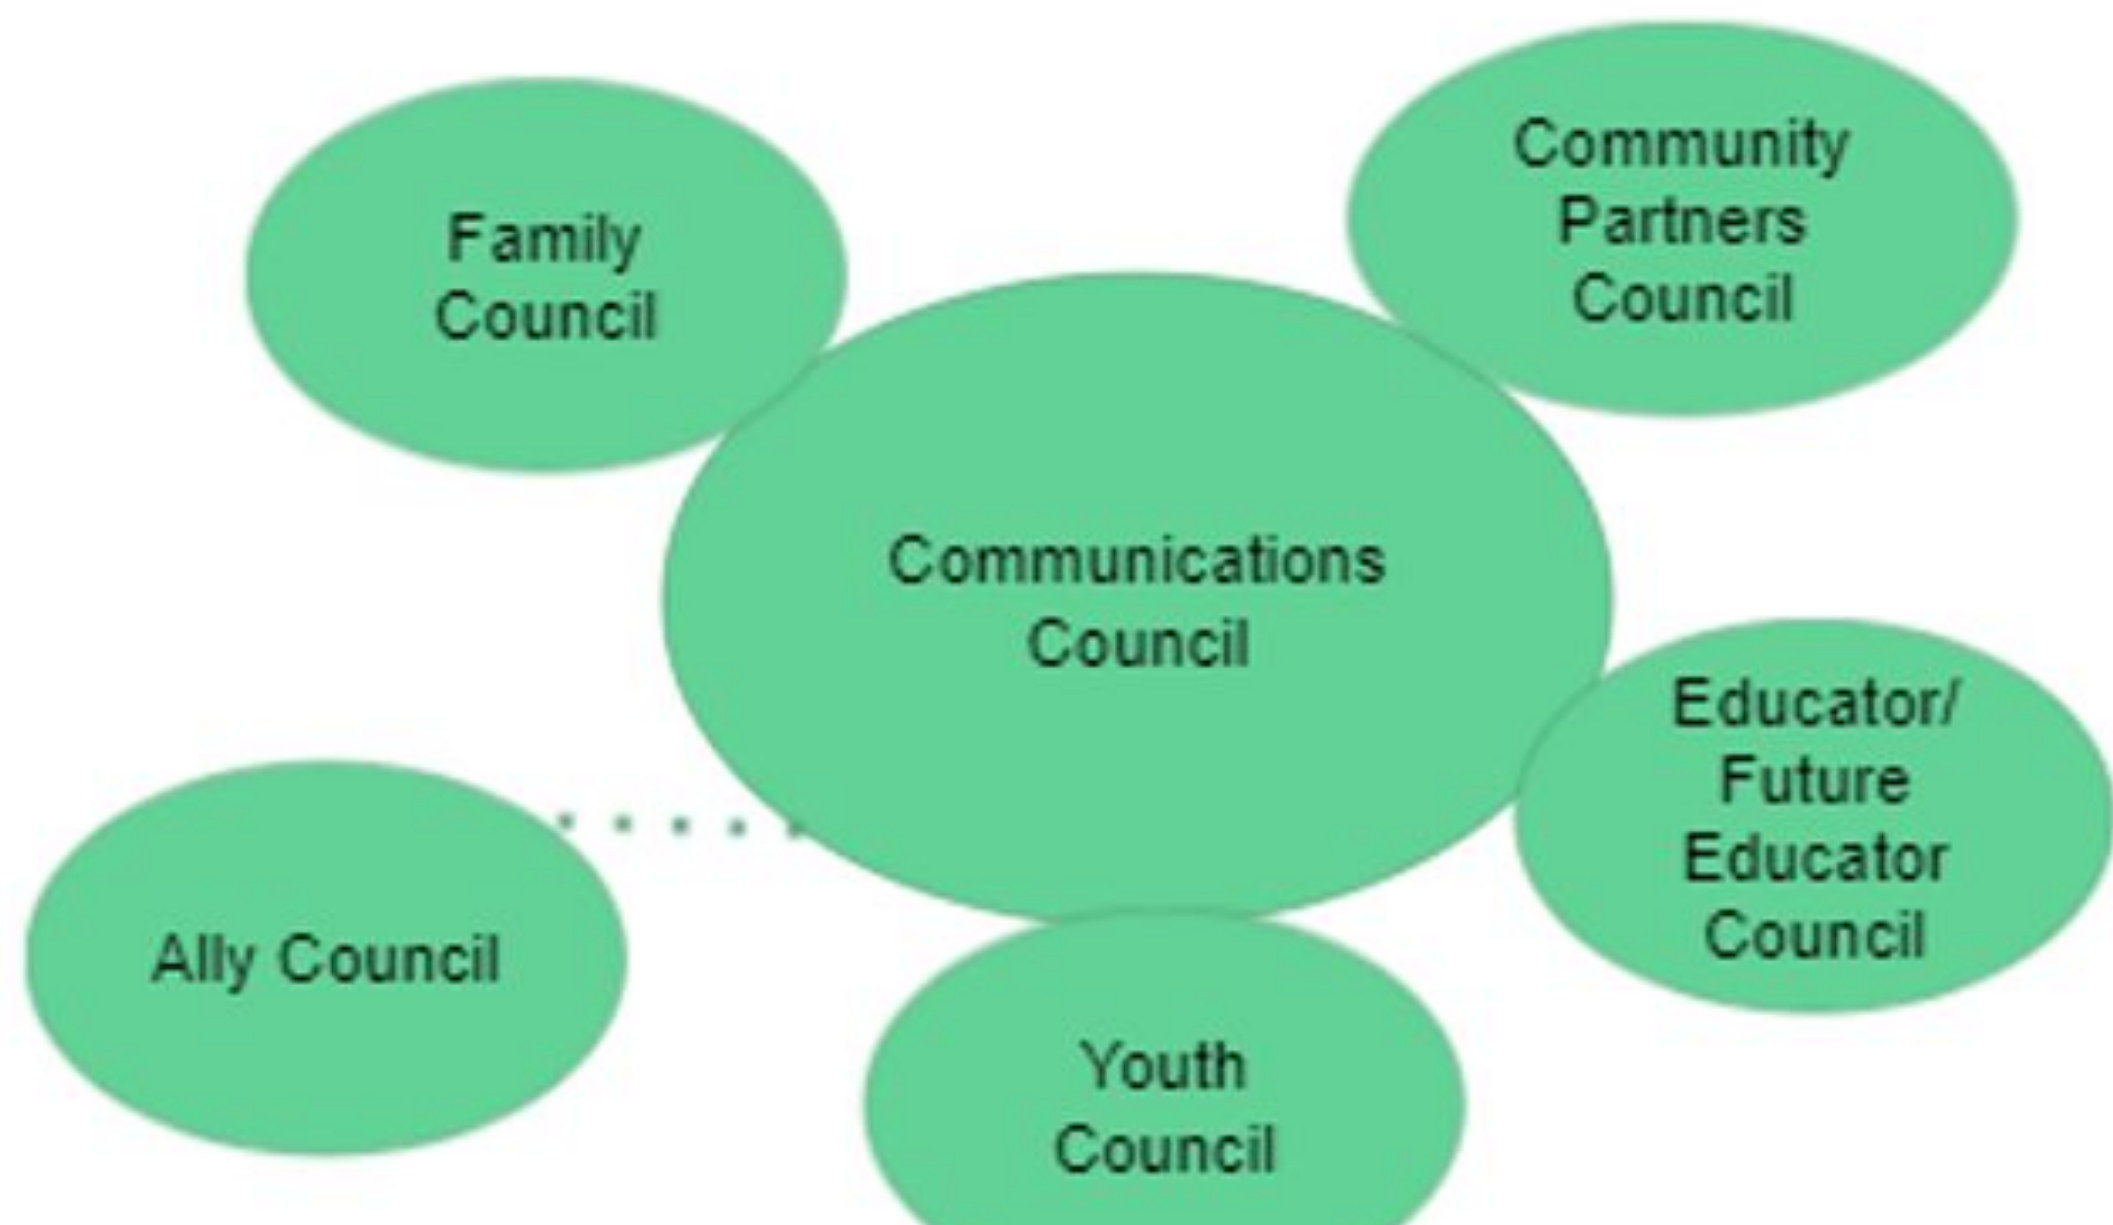 Family
Council
Community
Partners
Council
Communications
Council
Educator/
Future
Educator
Council
Ally Council
Youth
Council